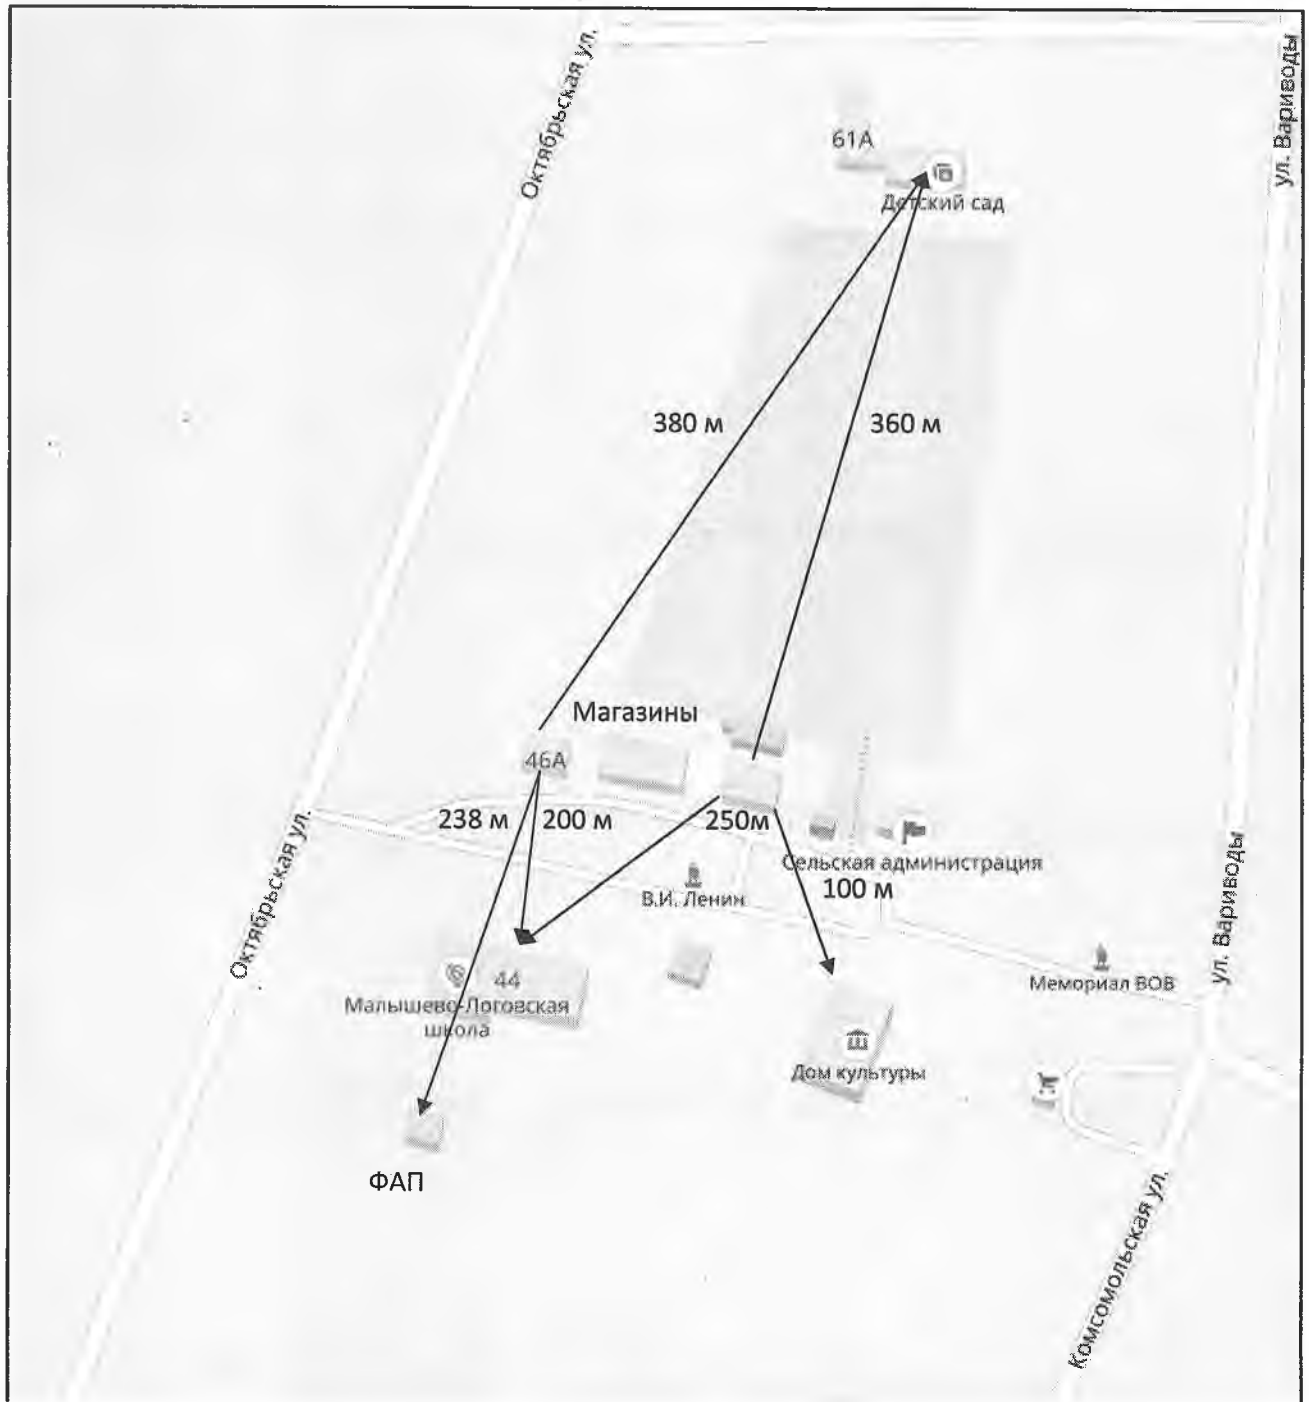 Октябрьская ул.
ул. Вариводы
61А
Детский сад
380 м
360 м
Магазины
46А
238 м
200 м
250м
Октябрьская ул.
Сельская администрация
ул. Вариводы
В.И. Ленин
100 м
44
Малышево-Логовская
школа
Мемориал ВОВ
Дом культуры
ФАП
Комсомольская ул.